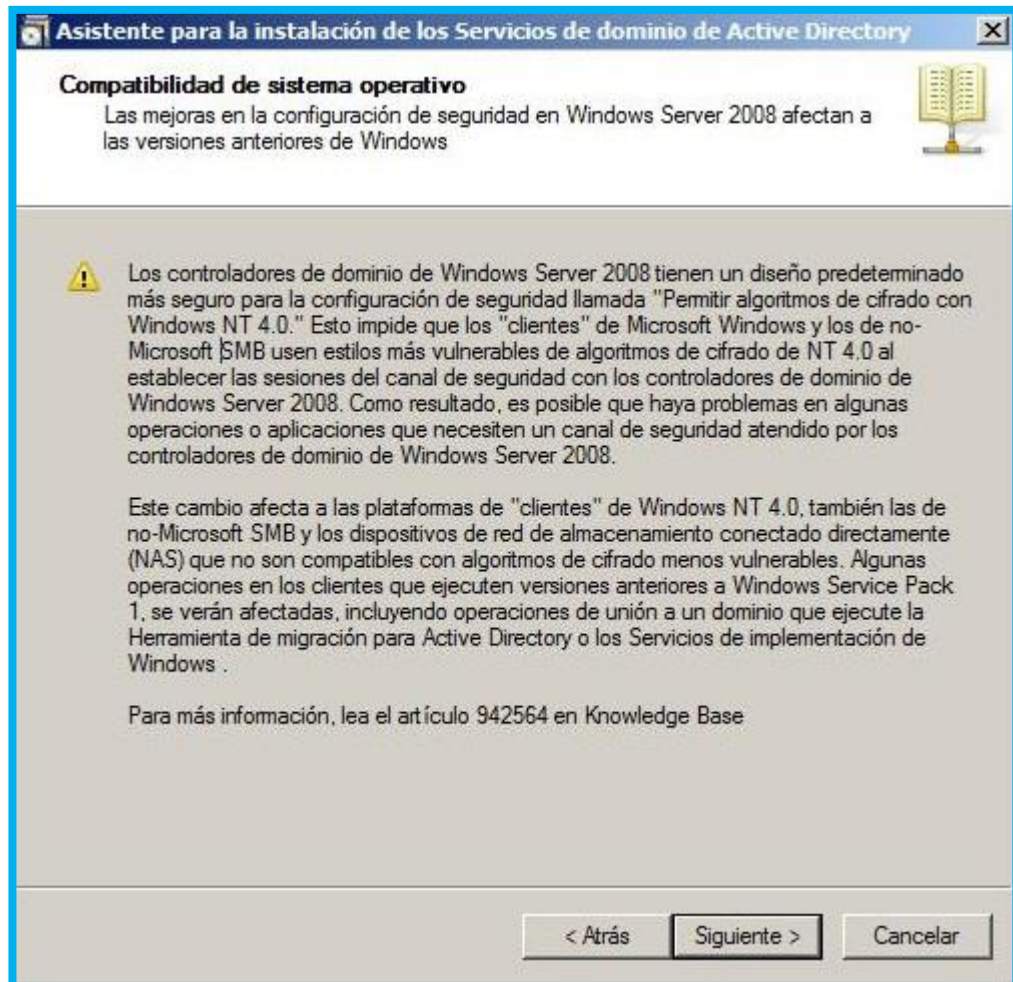 Asistente para la instalación de los Servicios de dominio de Active Directory
Compatibilidad de sistema operativo
Las mejoras en la configuración de seguridad en Windows Server 2008 afectan a
las versiones anteriores de Windows
Los controladores de dominio de Windows Server 2008 tienen un diseño predeterminado
más seguro para la configuración de seguridad llamada "Permitir algoritmos de cifrado con
Windows NT 4.0." Esto impide que los "clientes" de Microsoft Windows y los de no-
Microsoft SMB usen estilos más vulnerables de algoritmos de cifrado de NT 4.0 al
establecer las sesiones del canal de seguridad con los controladores de dominio de
Windows Server 2008. Como resultado, es posible que haya problemas en algunas
operaciones o aplicaciones que necesiten un canal de seguridad atendido por los
controladores de dominio de Windows Server 2008.
Este cambio afecta a las plataformas de "clientes" de Windows NT 4.0, también las de
no-Microsoft SMB y los dispositivos de red de almacenamiento conectado directamente
(NAS) que no son compatibles con algoritmos de cifrado menos vulnerables. Algunas
operaciones en los clientes que ejecuten versiones anteriores a Windows Service Pack
1, se verán afectadas, incluyendo operaciones de unión a un dominio que ejecute la
Herramienta de migración para Active Directory o los Servicios de implementación de
Windows .
Para más información, lea el artículo 942564 en Knowledge Base
< Atrás Siguiente > Cancelar